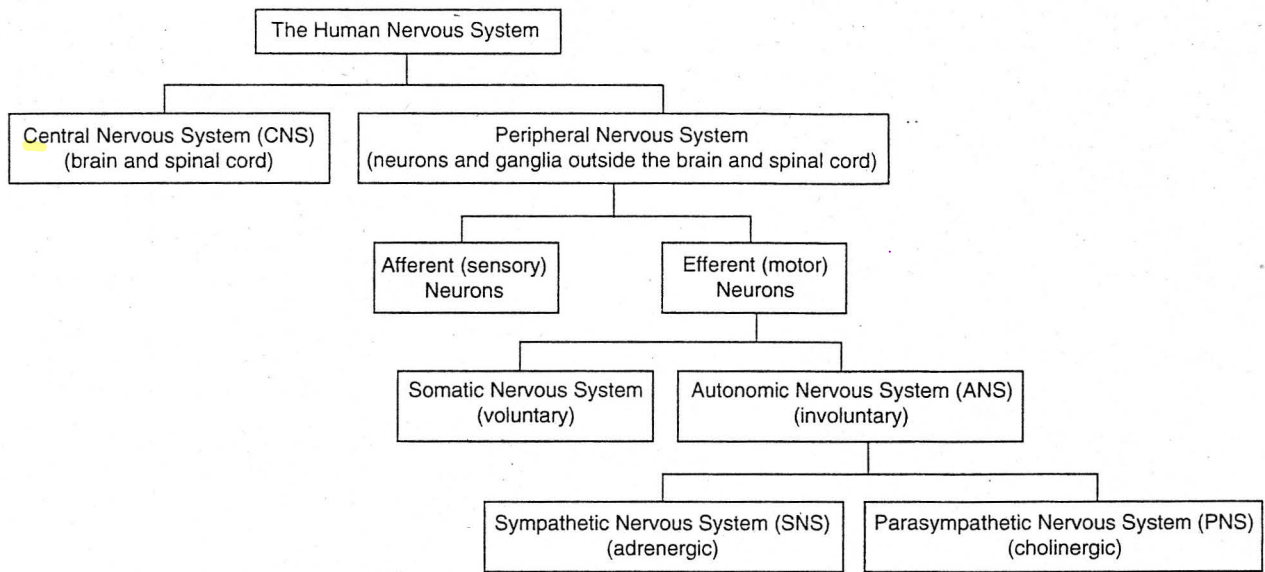 The Human Nervous System
Central Nervous System (CNS)
(brain and spinal cord)
Peripheral Nervous System
(neurons and ganglia outside the brain and spinal cord)
Afferent (sensory)
Neurons
Efferent (motor)
Neurons
Somatic Nervous System
(voluntary)
Autonomic Nervous System (ANS)
(involuntary)
Sympathetic Nervous System (SNS)
(adrenergic)
Parasympathetic Nervous System (PNS)
(cholinergic)